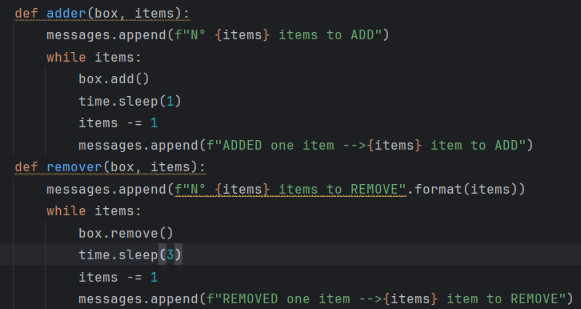 def adder(box, items):
    messages.append(f"N° {items} items to ADD")
    while items:
        box.add()
        time.sleep(1)
        items -= 1
        messages.append(f"ADDED one item -->{items} item to ADD")
def remover(box, items):
    messages.append(f"N° {items} items to REMOVE".format(items))
    while items:
        box.remove()
        time.sleep(3)
        items -= 1
        messages.append(f"REMOVED one item -->{items} item to REMOVE")